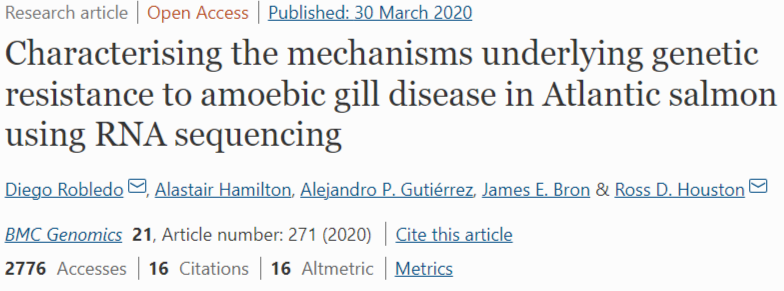 Research article | Open Access | Published: 30 March 2020
Characterising the mechanisms underlying genetic
resistance to amoebic gill disease in Atlantic salmon
using RNA sequencing
Diego Robledo, Alastair Hamilton, Alejandro P. Gutiérrez, James E. Bron & Ross D. Houston
BMC Genomics 21, Article number: 271 (2020) | Cite this article
2776 Accesses | 16 Citations | 16 Altmetric | Metrics